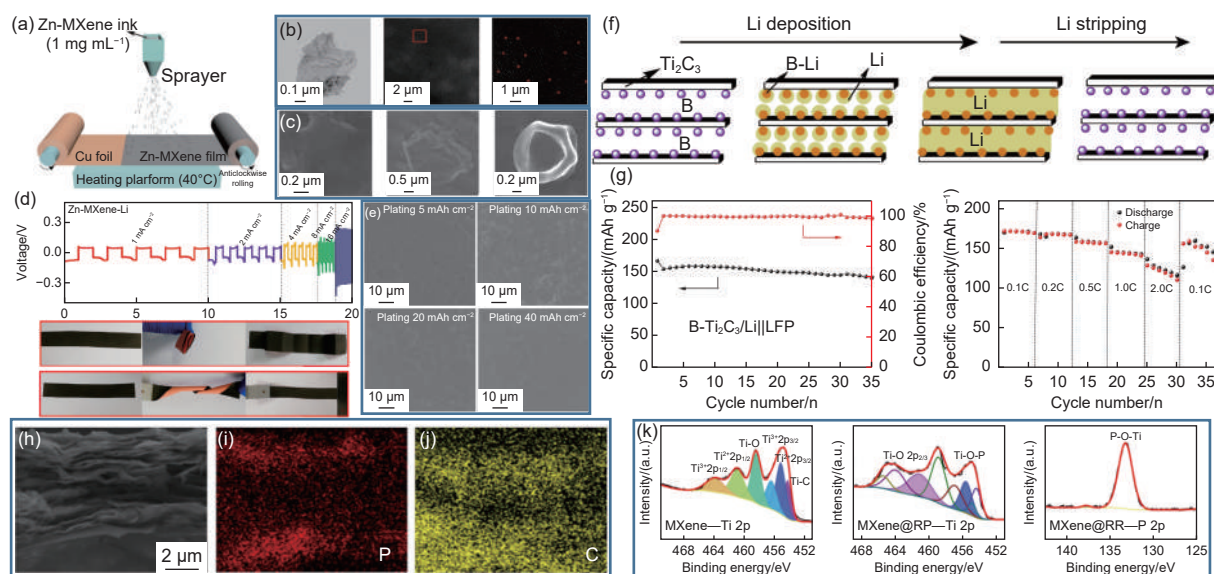 (a)
Zn-MXene ink
(1 mg mL⁻¹)
Sprayer
Cu foil
Zn-MXene film
Anticlockwise
rolling
Heating plarform (40°C)
(b)
0.1 μm
2 μm
1 μm
(c)
0.2 μm
0.5 μm
0.2 μm
(d)
Zn-MXene-Li
1 mA cm⁻²
2 mA cm⁻²
4 mA cm⁻²
8 mA cm⁻²
16 mA cm⁻²
Voltage/V
0.3
0.0
−0.3
0 5 10 15 20
(e)
Plating 5 mAh cm⁻²
Plating 10 mAh cm⁻²
10 μm
10 μm
Plating 20 mAh cm⁻²
Plating 40 mAh cm⁻²
10 μm
10 μm
(f)
Li deposition
Li stripping
Ti₂C₃
B-Li
Li
B
B
Li
Li
(g)
Specific capacity/(mAh g⁻¹)
250
200
150
100
50
0
100
80
60
40
20
0
Coulombic efficiency/%
B-Ti₂C₃/Li||LFP
5 10 15 20 25 30 35
Cycle number/n
Specific capacity/(mAh g⁻¹)
200
150
100
50
0
Discharge
Charge
0.1C 0.2C 0.5C 1.0C 2.0C 0.1C
5 10 15 20 25 30 35
Cycle number/n
(h)
2 μm
(i)
P
(j)
C
(k)
Intensity/(a.u.)
Ti³⁺2p₁/₂
Ti²⁺2p₁/₂
Ti-O
Ti³⁺2p₃/₂
Ti²⁺2p₃/₂
Ti-C
MXene—Ti 2p
468 464 460 456 452
Binding energy/eV
Intensity/(a.u.)
Ti-O 2p₂/₃
Ti-O-P
MXene@RP—Ti 2p
468 464 460 456 452
Binding energy/eV
Intensity/(a.u.)
P-O-Ti
MXene@RR—P 2p
140 135 130 125
Binding energy/eV